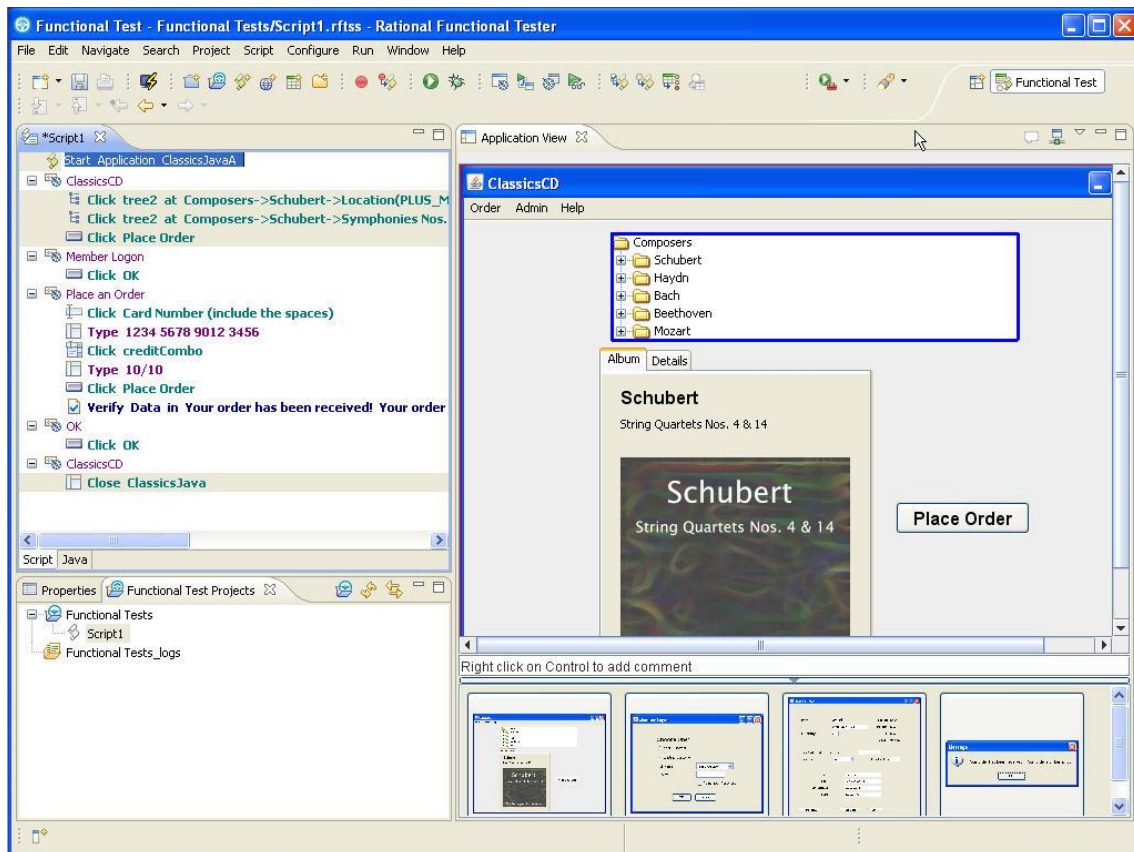 Functional Test - Functional Tests/Script1.rftss - Rational Functional Tester
File Edit Navigate Search Project Script Configure Run Window Help
Functional Test
*Script1
Start Application ClassicsJavaA
ClassicsCD
Click tree2 at Composers->Schubert->Location(PLUS_M
Click tree2 at Composers->Schubert->Symphonies Nos.
Click Place Order
Member Logon
Click OK
Place an Order
Click Card Number (include the spaces)
Type 1234 5678 9012 3456
Click creditCombo
Type 10/10
Click Place Order
Verify Data in Your order has been received! Your order
OK
Click OK
ClassicsCD
Close ClassicsJava
Script Java
Properties Functional Test Projects
Functional Tests
Script1
Functional Tests_logs
Application View
ClassicsCD
Order Admin Help
Composers
Schubert
Haydn
Bach
Beethoven
Mozart
Album Details
Schubert
String Quartets Nos. 4 & 14
Schubert
String Quartets Nos. 4 & 14
Place Order
Right click on Control to add comment